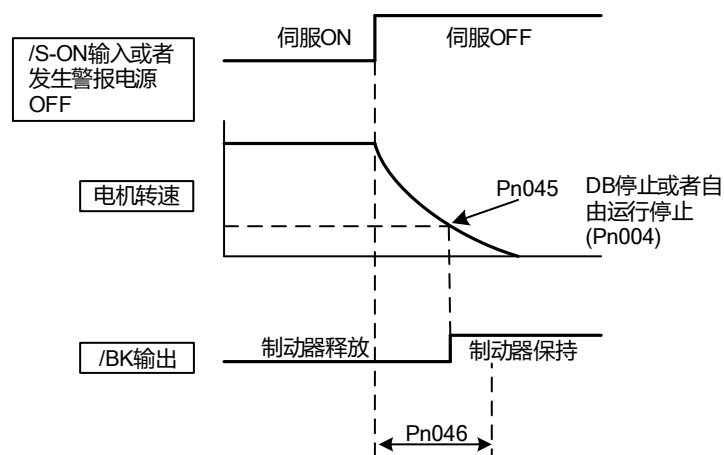 伺服ON
伺服OFF
/S-ON输入或者
发生警报电源
OFF
电机转速
Pn045
DB停止或者自
由运行停止
(Pn004)
/BK输出
制动器释放
制动器保持
Pn046